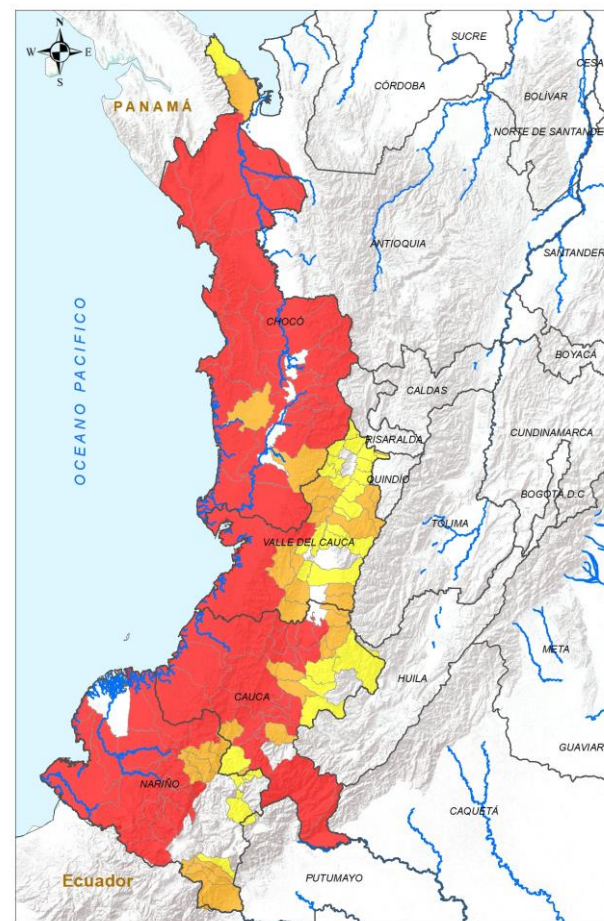 N
W E
S
SUCRE
CESA
CÓRDOBA
BOLÍVAR
PANAMÁ
NORTE DE SANTANDE
ANTIOQUIA
SANTANDER
OCEANO PACIFICO
CHOCÓ
BOYACÁ
CALDAS
RISARALDA
CUNDINAMARCA
QUINDÍO
BOGOTÁ D.C
TOLIMA
VALLE DEL CAUCA
META
HUILA
CAUCA
GUAVIAR
NARIÑO
CAQUETÁ
Ecuador
PUTUMAYO